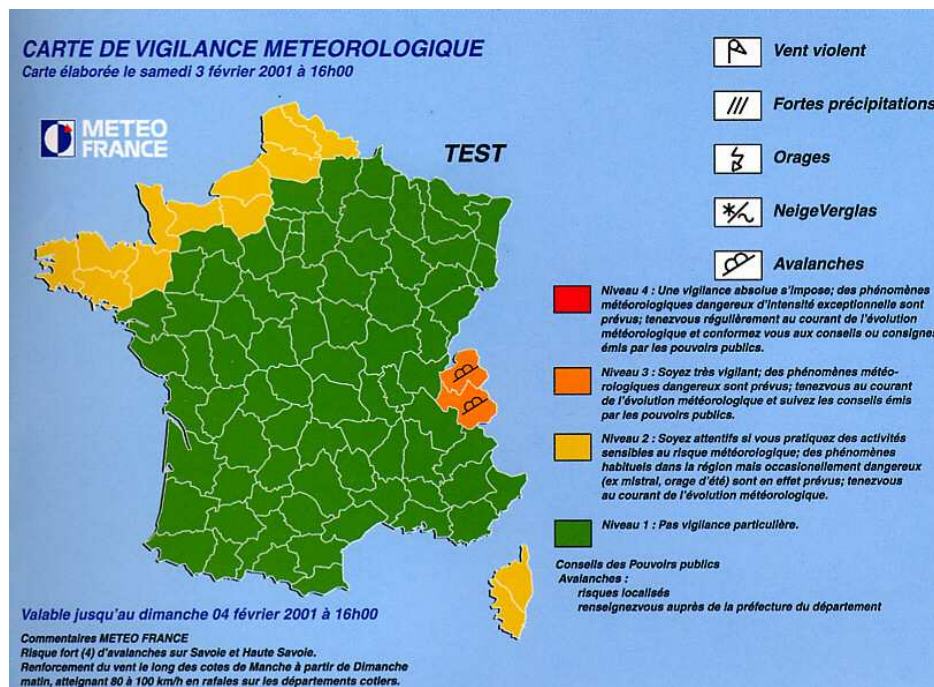 CARTE DE VIGILANCE METEOROLOGIQUE
Carte élaborée le samedi 3 février 2001 à 16h00
METEO
FRANCE
TEST
Vent violent
Fortes précipitations
Orages
NeigeVerglas
Avalanches
Niveau 4 : Une vigilance absolue s'impose; des phénomènes
météorologiques dangereux d'intensité exceptionnelle sont
prévus; tenezvous régulièrement au courant de l'évolution
météorologique et conformez vous aux conseils ou consignes
émis par les pouvoirs publics.
Niveau 3 : Soyez très vigilant; des phénomènes météo-
rologiques dangereux sont prévus; tenezvous au courant
de l'évolution météorologique et suivez les conseils émis
par les pouvoirs publics.
Niveau 2 : Soyez attentifs si vous pratiquez des activités
sensibles au risque météorologique; des phénomènes
habituels dans la région mais occasionellement dangereux
(ex mistral, orage d'été) sont en effet prévus; tenezvous
au courant de l'évolution météorologique.
Niveau 1 : Pas vigilance particulière.
Conseils des Pouvoirs publics
Avalanches :
risques localisés
renseignezvous auprès de la préfecture du département
Valable jusqu'au dimanche 04 février 2001 à 16h00
Commentaires METEO FRANCE
Risque fort (4) d'avalanches sur Savoie et Haute Savoie.
Renforcement du vent le long des cotes de Manche à partir de Dimanche
matin, atteignant 80 à 100 km/h en rafales sur les départements cotiers.